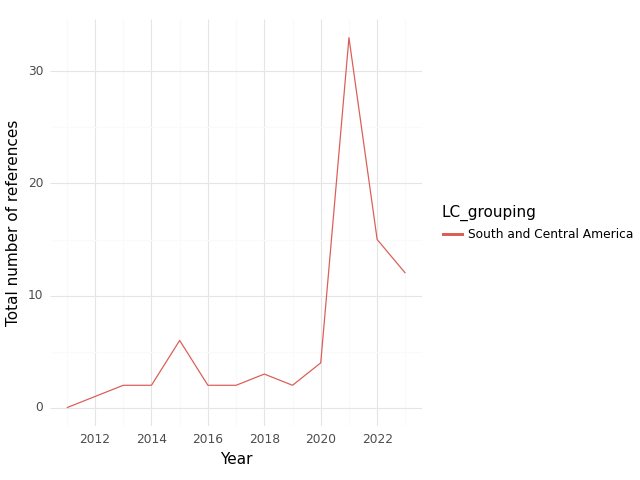 30
20
10
0
Total number of references
2012 2014 2016 2018 2020 2022
Year
LC_grouping
South and Central America